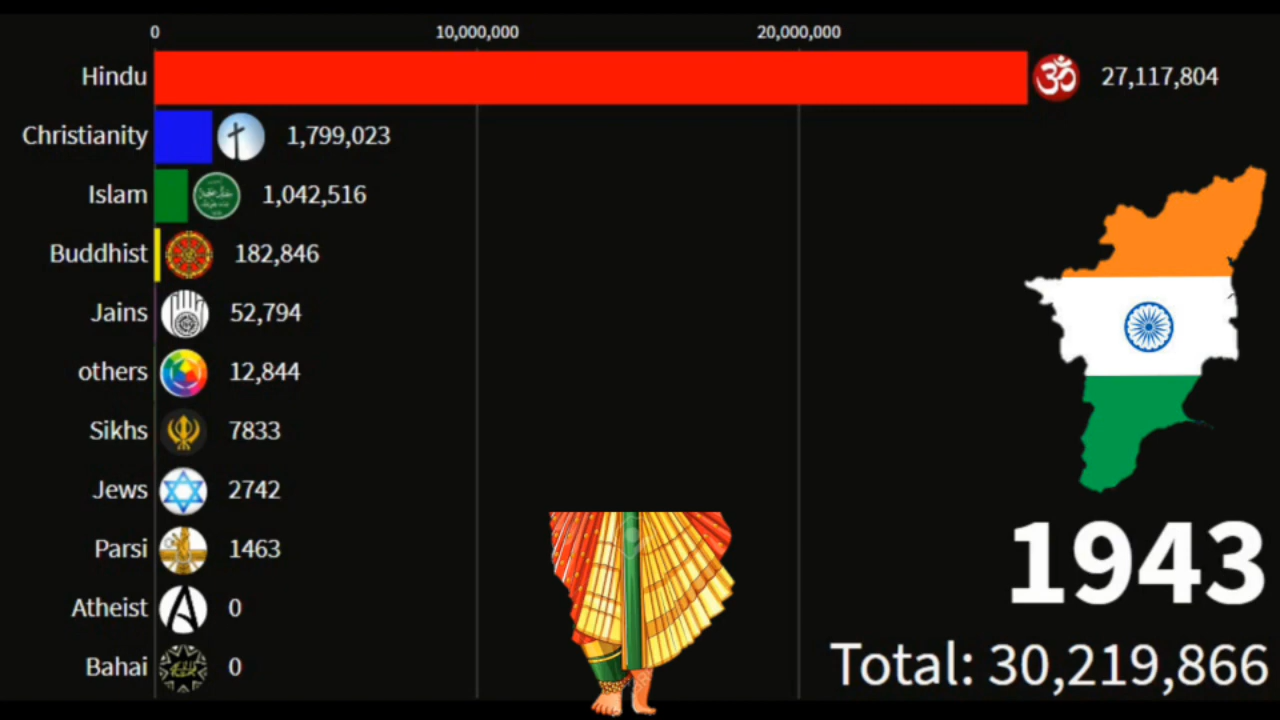 0 10,000,000 20,000,000
Hindu ॐ 27,117,804
Christianity 1,799,023
Islam 1,042,516
Buddhist 182,846
Jains 52,794
others 12,844
Sikhs 7833
Jews 2742
Parsi 1463
Atheist A 0
Bahai 0
1943
Total: 30,219,866